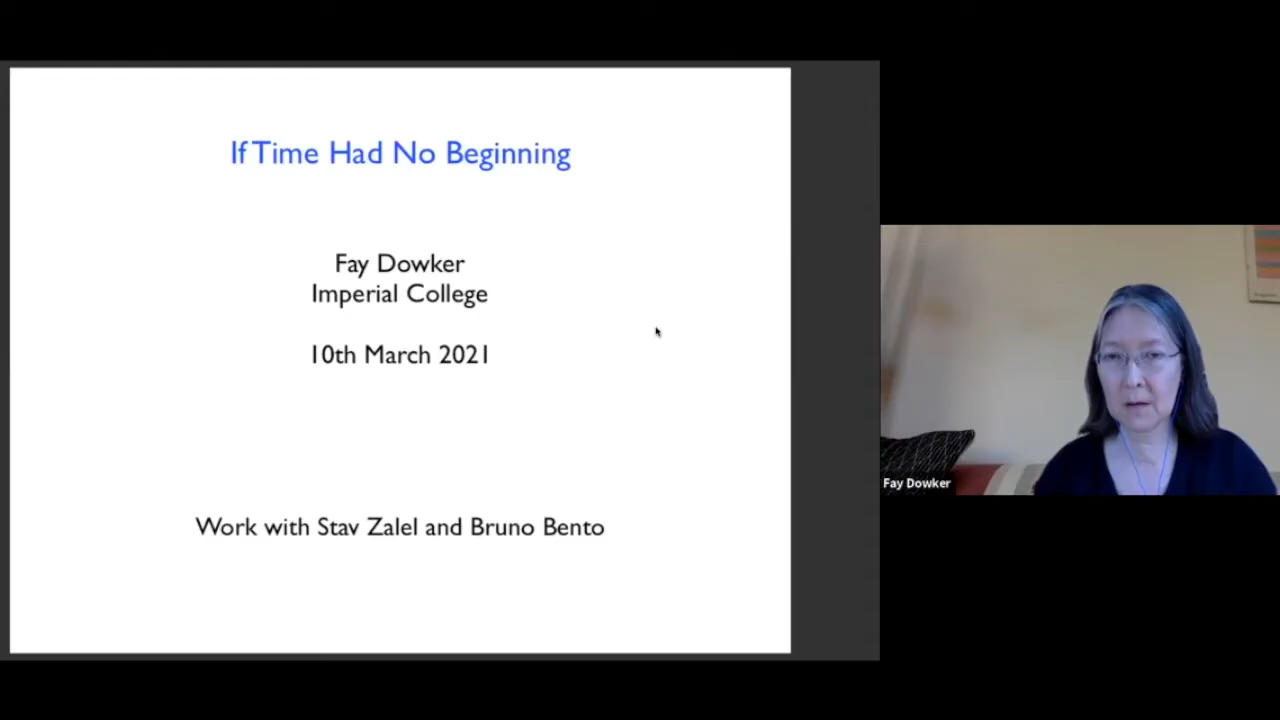 If Time Had No Beginning
Fay Dowker
Imperial College
10th March 2021
Work with Stav Zalel and Bruno Bento
Fay Dowker